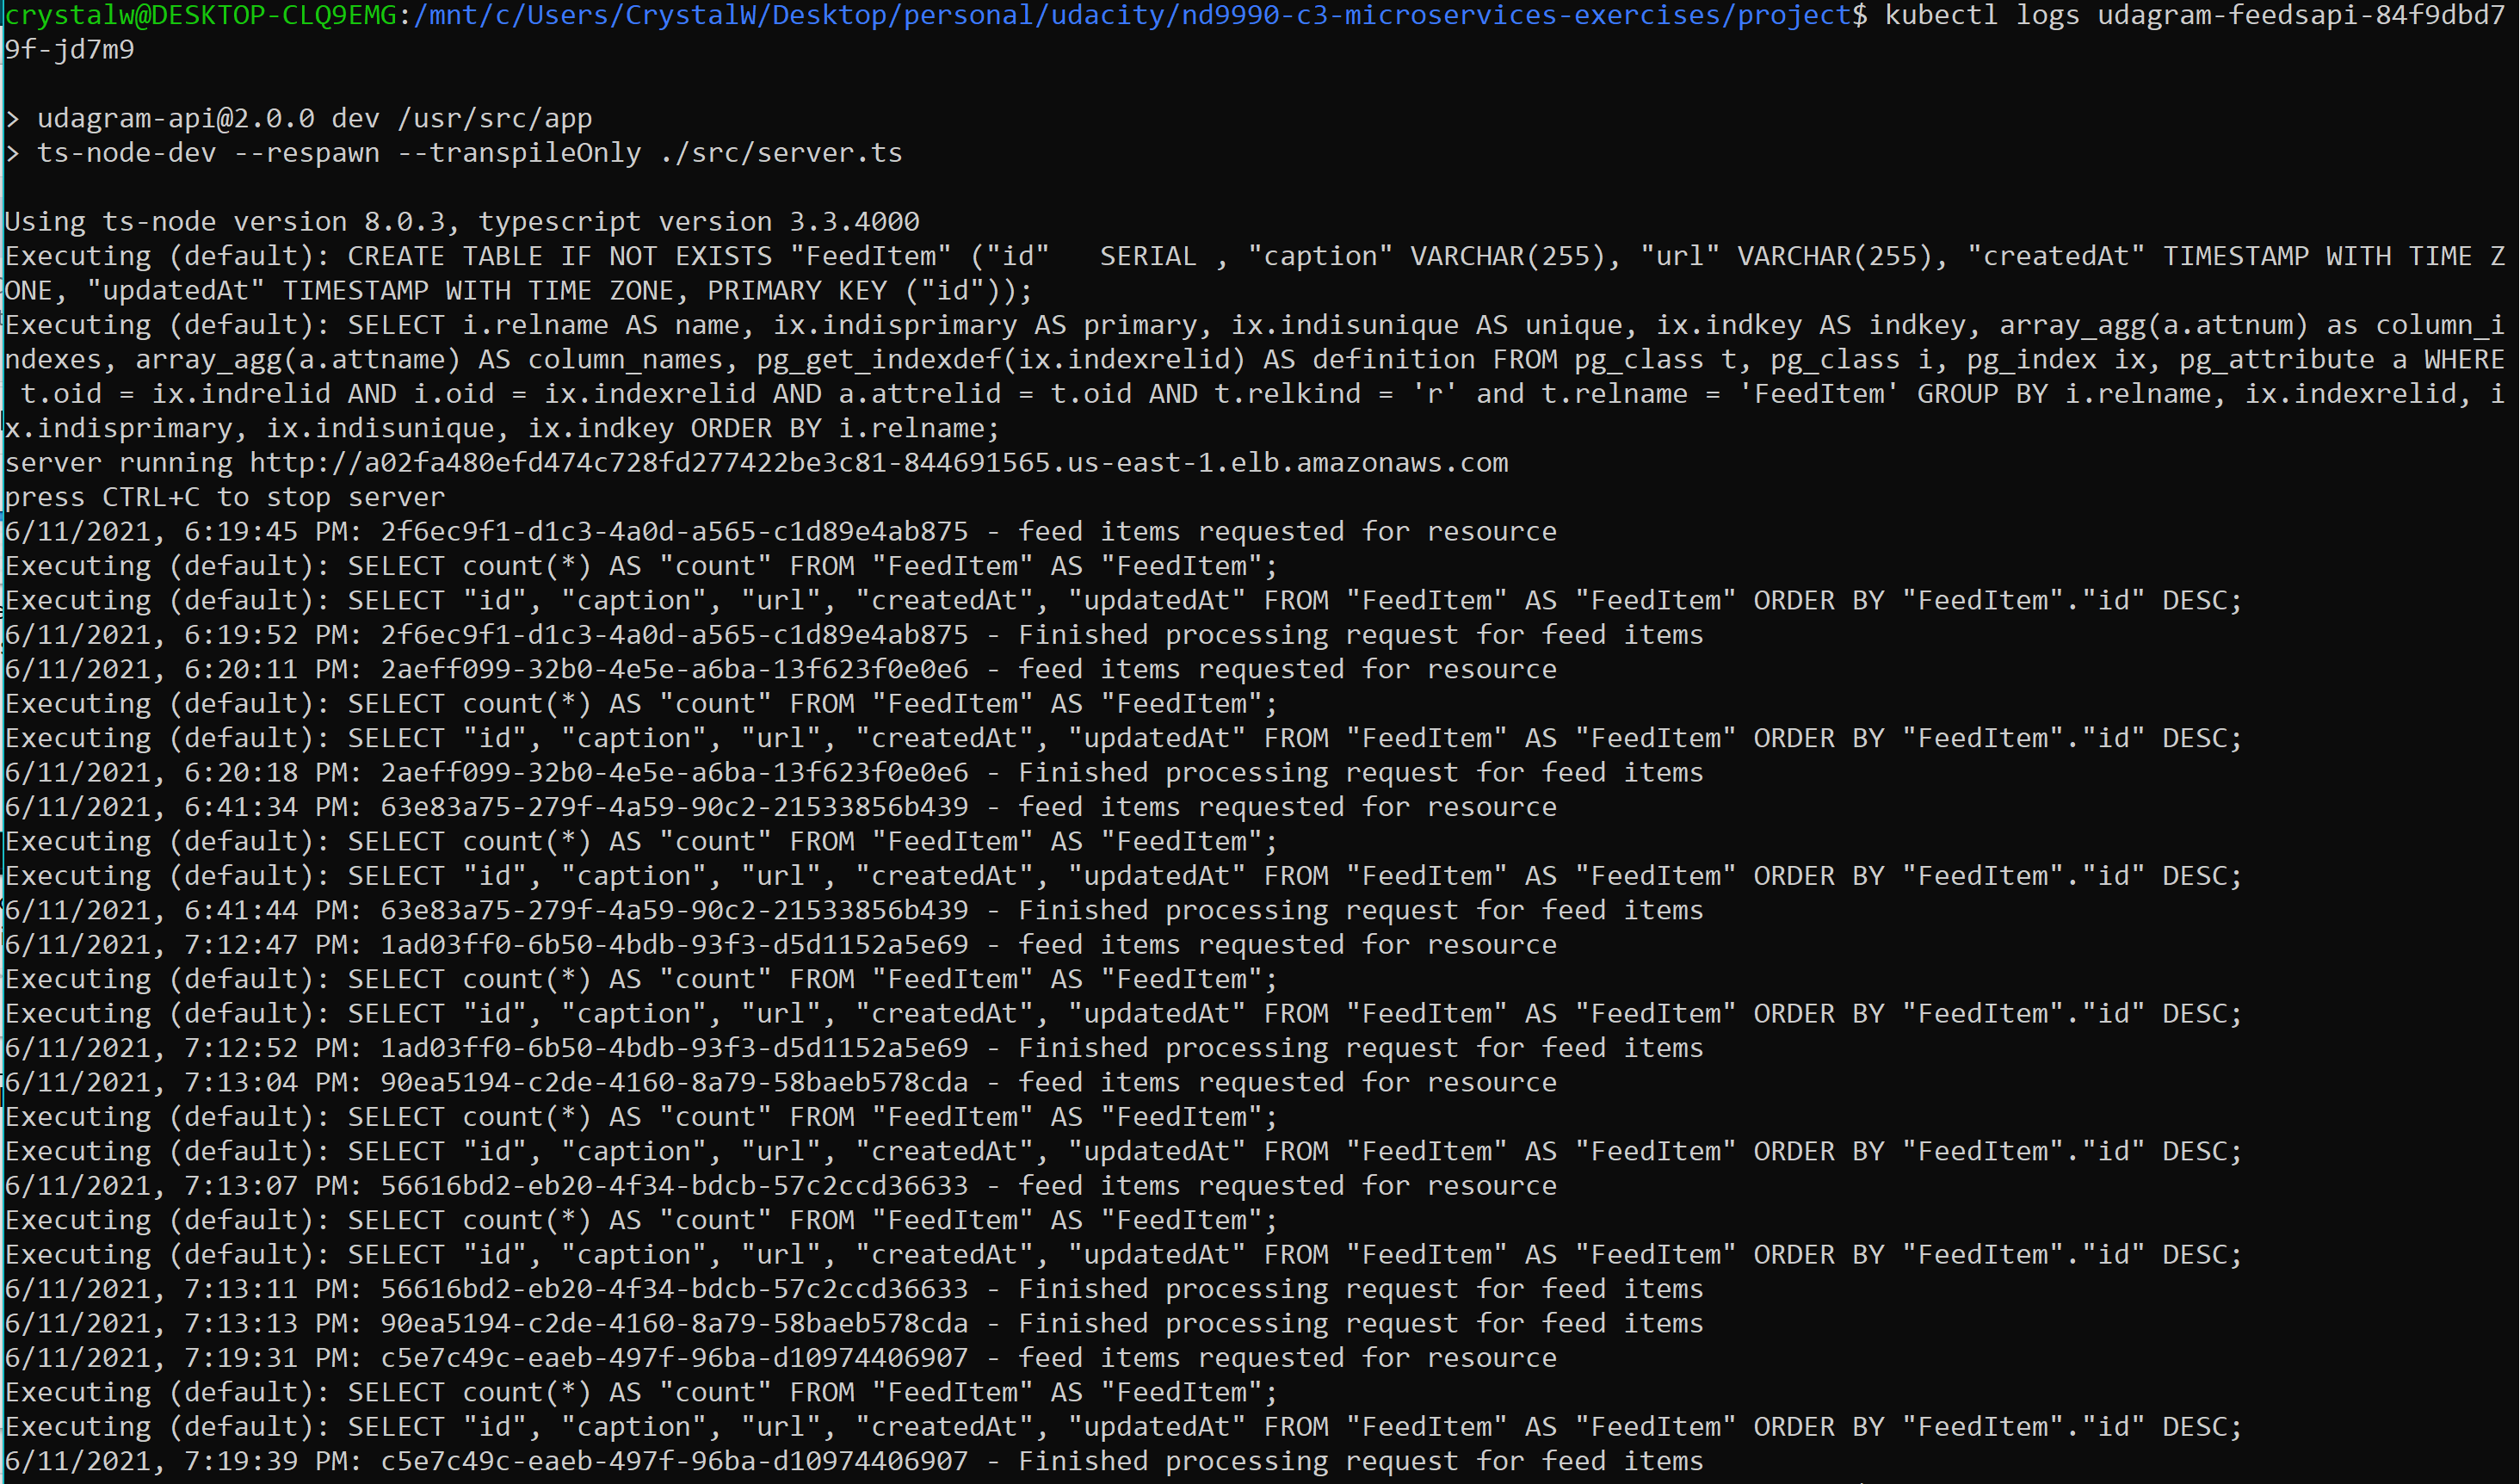 crystalw@DESKTOP-CLQ9EMG:/mnt/c/Users/CrystalW/Desktop/personal/udacity/nd9990-c3-microservices-exercises/project$ kubectl logs udagram-feedsapi-84f9dbd7
9f-jd7m9
> udagram-api@2.0.0 dev /usr/src/app
> ts-node-dev --respawn --transpileOnly ./src/server.ts
Using ts-node version 8.0.3, typescript version 3.3.4000
Executing (default): CREATE TABLE IF NOT EXISTS "FeedItem" ("id"   SERIAL , "caption" VARCHAR(255), "url" VARCHAR(255), "createdAt" TIMESTAMP WITH TIME Z
ONE, "updatedAt" TIMESTAMP WITH TIME ZONE, PRIMARY KEY ("id"));
Executing (default): SELECT i.relname AS name, ix.indisprimary AS primary, ix.indisunique AS unique, ix.indkey AS indkey, array_agg(a.attnum) as column_i
ndexes, array_agg(a.attname) AS column_names, pg_get_indexdef(ix.indexrelid) AS definition FROM pg_class t, pg_class i, pg_index ix, pg_attribute a WHERE
 t.oid = ix.indrelid AND i.oid = ix.indexrelid AND a.attrelid = t.oid AND t.relkind = 'r' and t.relname = 'FeedItem' GROUP BY i.relname, ix.indexrelid, i
x.indisprimary, ix.indisunique, ix.indkey ORDER BY i.relname;
server running http://a02fa480efd474c728fd277422be3c81-844691565.us-east-1.elb.amazonaws.com
press CTRL+C to stop server
6/11/2021, 6:19:45 PM: 2f6ec9f1-d1c3-4a0d-a565-c1d89e4ab875 - feed items requested for resource
Executing (default): SELECT count(*) AS "count" FROM "FeedItem" AS "FeedItem";
Executing (default): SELECT "id", "caption", "url", "createdAt", "updatedAt" FROM "FeedItem" AS "FeedItem" ORDER BY "FeedItem"."id" DESC;
6/11/2021, 6:19:52 PM: 2f6ec9f1-d1c3-4a0d-a565-c1d89e4ab875 - Finished processing request for feed items
6/11/2021, 6:20:11 PM: 2aeff099-32b0-4e5e-a6ba-13f623f0e0e6 - feed items requested for resource
Executing (default): SELECT count(*) AS "count" FROM "FeedItem" AS "FeedItem";
Executing (default): SELECT "id", "caption", "url", "createdAt", "updatedAt" FROM "FeedItem" AS "FeedItem" ORDER BY "FeedItem"."id" DESC;
6/11/2021, 6:20:18 PM: 2aeff099-32b0-4e5e-a6ba-13f623f0e0e6 - Finished processing request for feed items
6/11/2021, 6:41:34 PM: 63e83a75-279f-4a59-90c2-21533856b439 - feed items requested for resource
Executing (default): SELECT count(*) AS "count" FROM "FeedItem" AS "FeedItem";
Executing (default): SELECT "id", "caption", "url", "createdAt", "updatedAt" FROM "FeedItem" AS "FeedItem" ORDER BY "FeedItem"."id" DESC;
6/11/2021, 6:41:44 PM: 63e83a75-279f-4a59-90c2-21533856b439 - Finished processing request for feed items
6/11/2021, 7:12:47 PM: 1ad03ff0-6b50-4bdb-93f3-d5d1152a5e69 - feed items requested for resource
Executing (default): SELECT count(*) AS "count" FROM "FeedItem" AS "FeedItem";
Executing (default): SELECT "id", "caption", "url", "createdAt", "updatedAt" FROM "FeedItem" AS "FeedItem" ORDER BY "FeedItem"."id" DESC;
6/11/2021, 7:12:52 PM: 1ad03ff0-6b50-4bdb-93f3-d5d1152a5e69 - Finished processing request for feed items
6/11/2021, 7:13:04 PM: 90ea5194-c2de-4160-8a79-58baeb578cda - feed items requested for resource
Executing (default): SELECT count(*) AS "count" FROM "FeedItem" AS "FeedItem";
Executing (default): SELECT "id", "caption", "url", "createdAt", "updatedAt" FROM "FeedItem" AS "FeedItem" ORDER BY "FeedItem"."id" DESC;
6/11/2021, 7:13:07 PM: 56616bd2-eb20-4f34-bdcb-57c2ccd36633 - feed items requested for resource
Executing (default): SELECT count(*) AS "count" FROM "FeedItem" AS "FeedItem";
Executing (default): SELECT "id", "caption", "url", "createdAt", "updatedAt" FROM "FeedItem" AS "FeedItem" ORDER BY "FeedItem"."id" DESC;
6/11/2021, 7:13:11 PM: 56616bd2-eb20-4f34-bdcb-57c2ccd36633 - Finished processing request for feed items
6/11/2021, 7:13:13 PM: 90ea5194-c2de-4160-8a79-58baeb578cda - Finished processing request for feed items
6/11/2021, 7:19:31 PM: c5e7c49c-eaeb-497f-96ba-d10974406907 - feed items requested for resource
Executing (default): SELECT count(*) AS "count" FROM "FeedItem" AS "FeedItem";
Executing (default): SELECT "id", "caption", "url", "createdAt", "updatedAt" FROM "FeedItem" AS "FeedItem" ORDER BY "FeedItem"."id" DESC;
6/11/2021, 7:19:39 PM: c5e7c49c-eaeb-497f-96ba-d10974406907 - Finished processing request for feed items